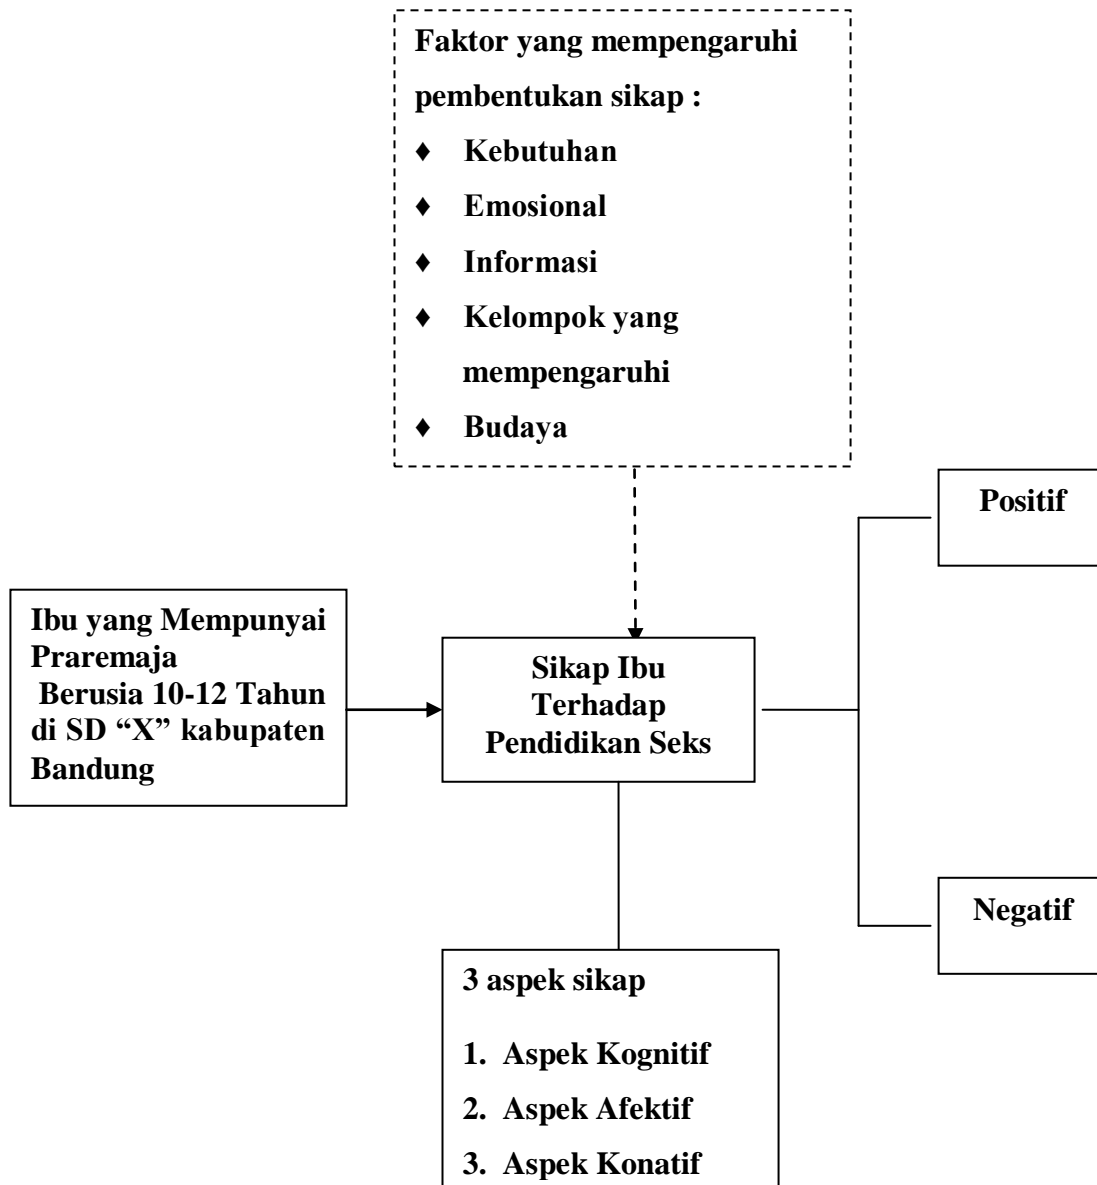 Faktor yang mempengaruhi
pembentukan sikap :
♦ Kebutuhan
♦ Emosional
♦ Informasi
♦ Kelompok yang
mempengaruhi
♦ Budaya
Positif
Ibu yang Mempunyai
Praremaja
Berusia 10-12 Tahun
di SD “X” kabupaten
Bandung
Sikap Ibu
Terhadap
Pendidikan Seks
Negatif
3 aspek sikap
1. Aspek Kognitif
2. Aspek Afektif
3. Aspek Konatif